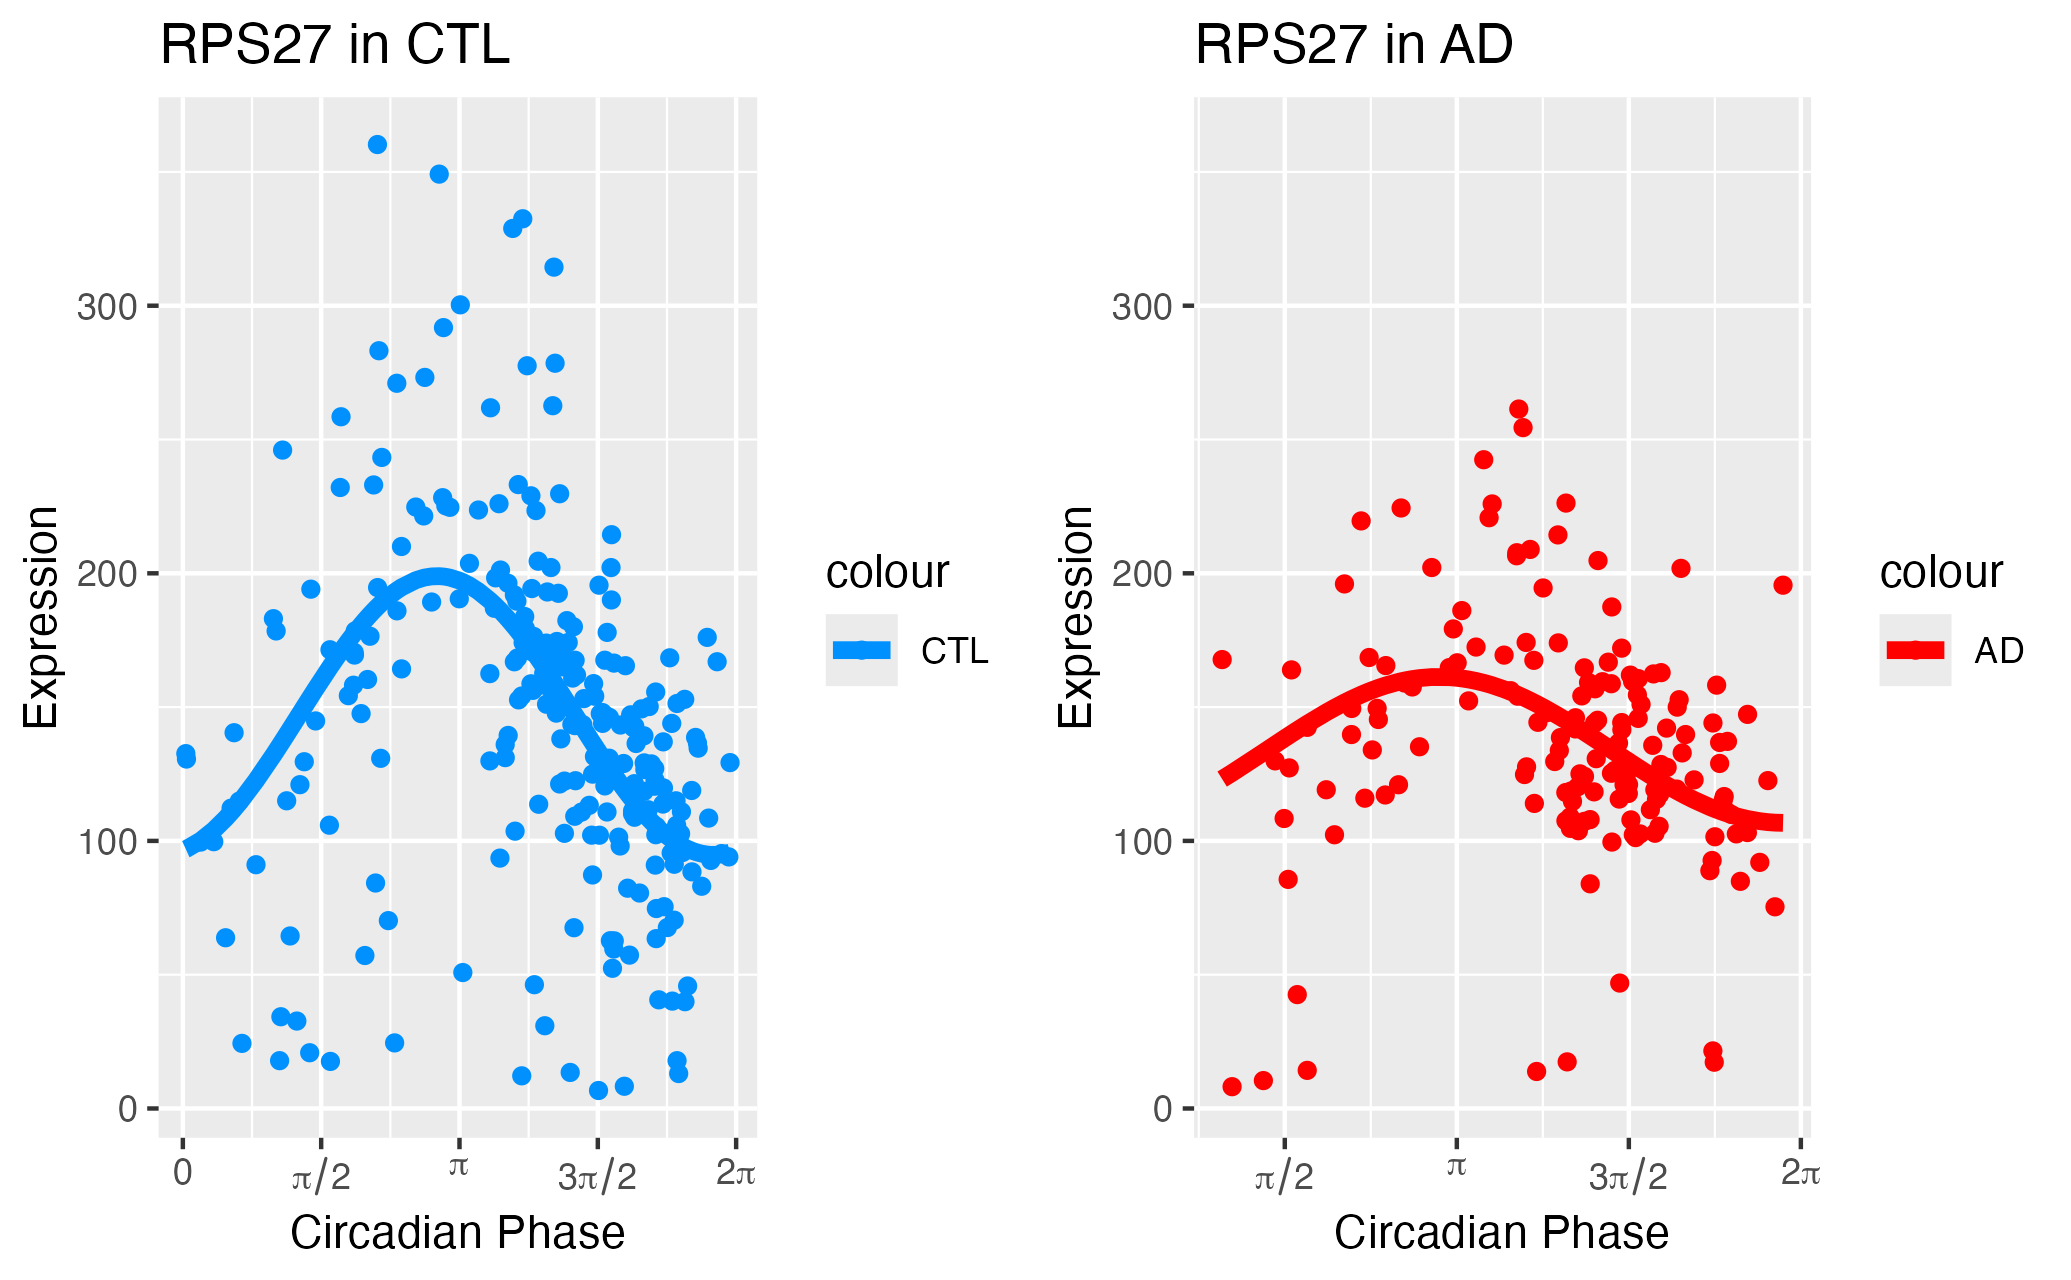 RPS27 in CTL
Expression
300
200
100
0
0 π/2 π 3π/2 2π
Circadian Phase
colour
CTL
RPS27 in AD
Expression
300
200
100
0
π/2 π 3π/2 2π
Circadian Phase
colour
AD